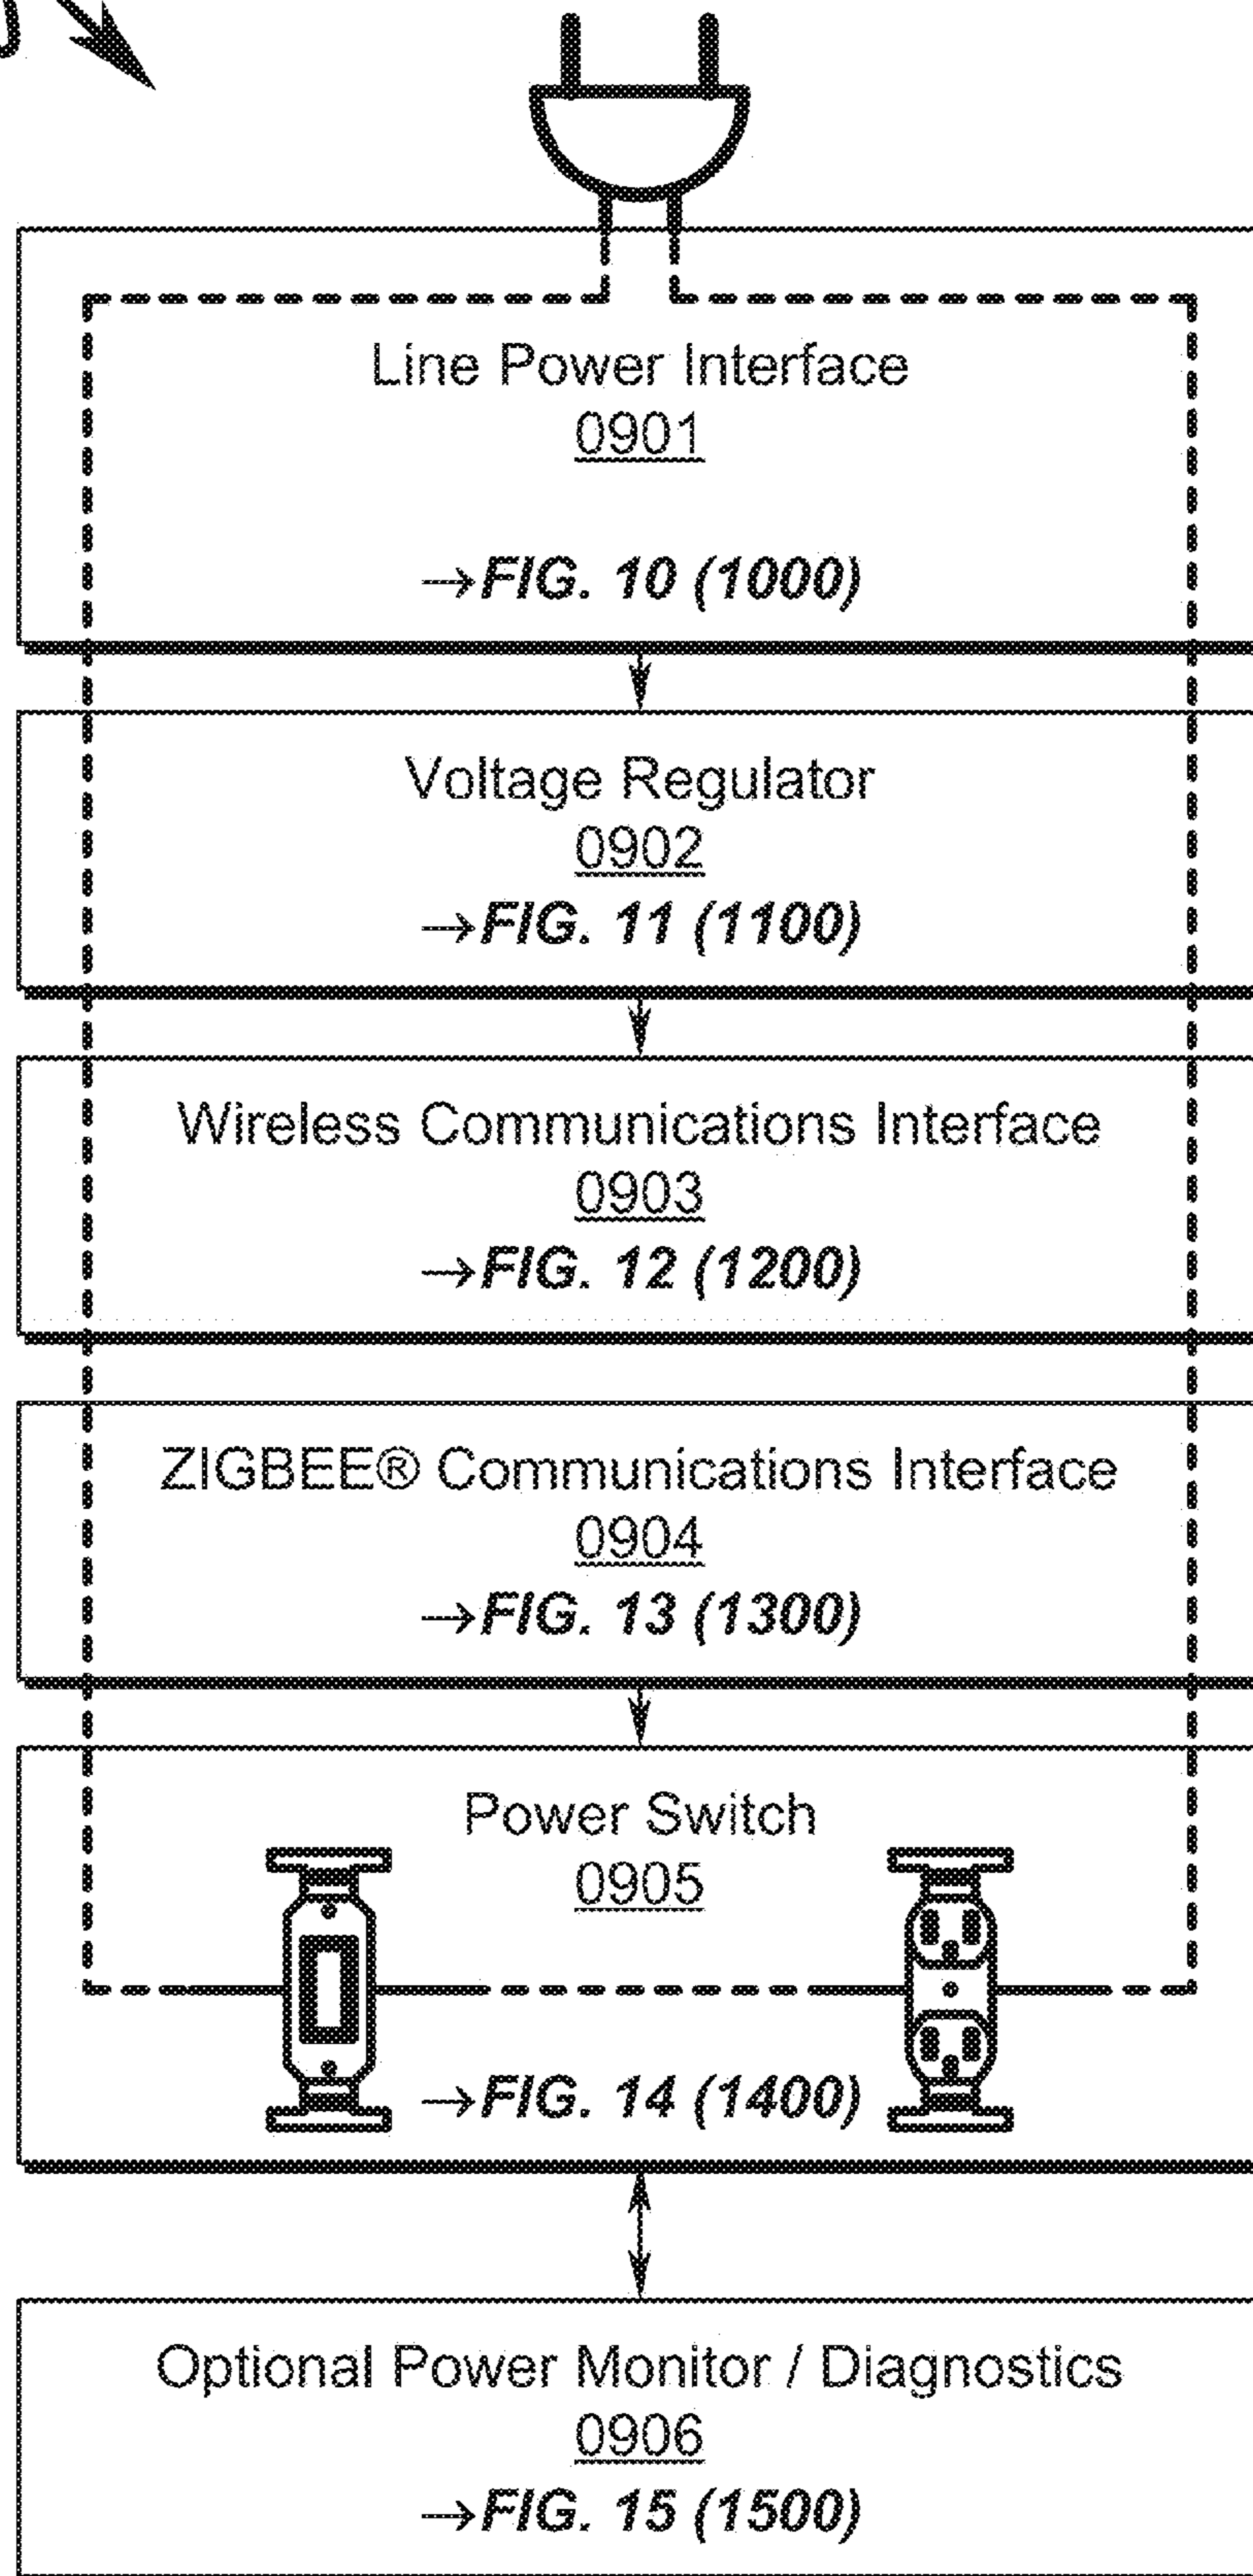 Line Power Interface
0901
→FIG. 10 (1000)
Voltage Regulator
0902
→FIG. 11 (1100)
Wireless Communications Interface
0903
→FIG. 12 (1200)
ZIGBEE® Communications Interface
0904
→FIG. 13 (1300)
Power Switch
0905
→FIG. 14 (1400)
Optional Power Monitor / Diagnostics
0906
→FIG. 15 (1500)